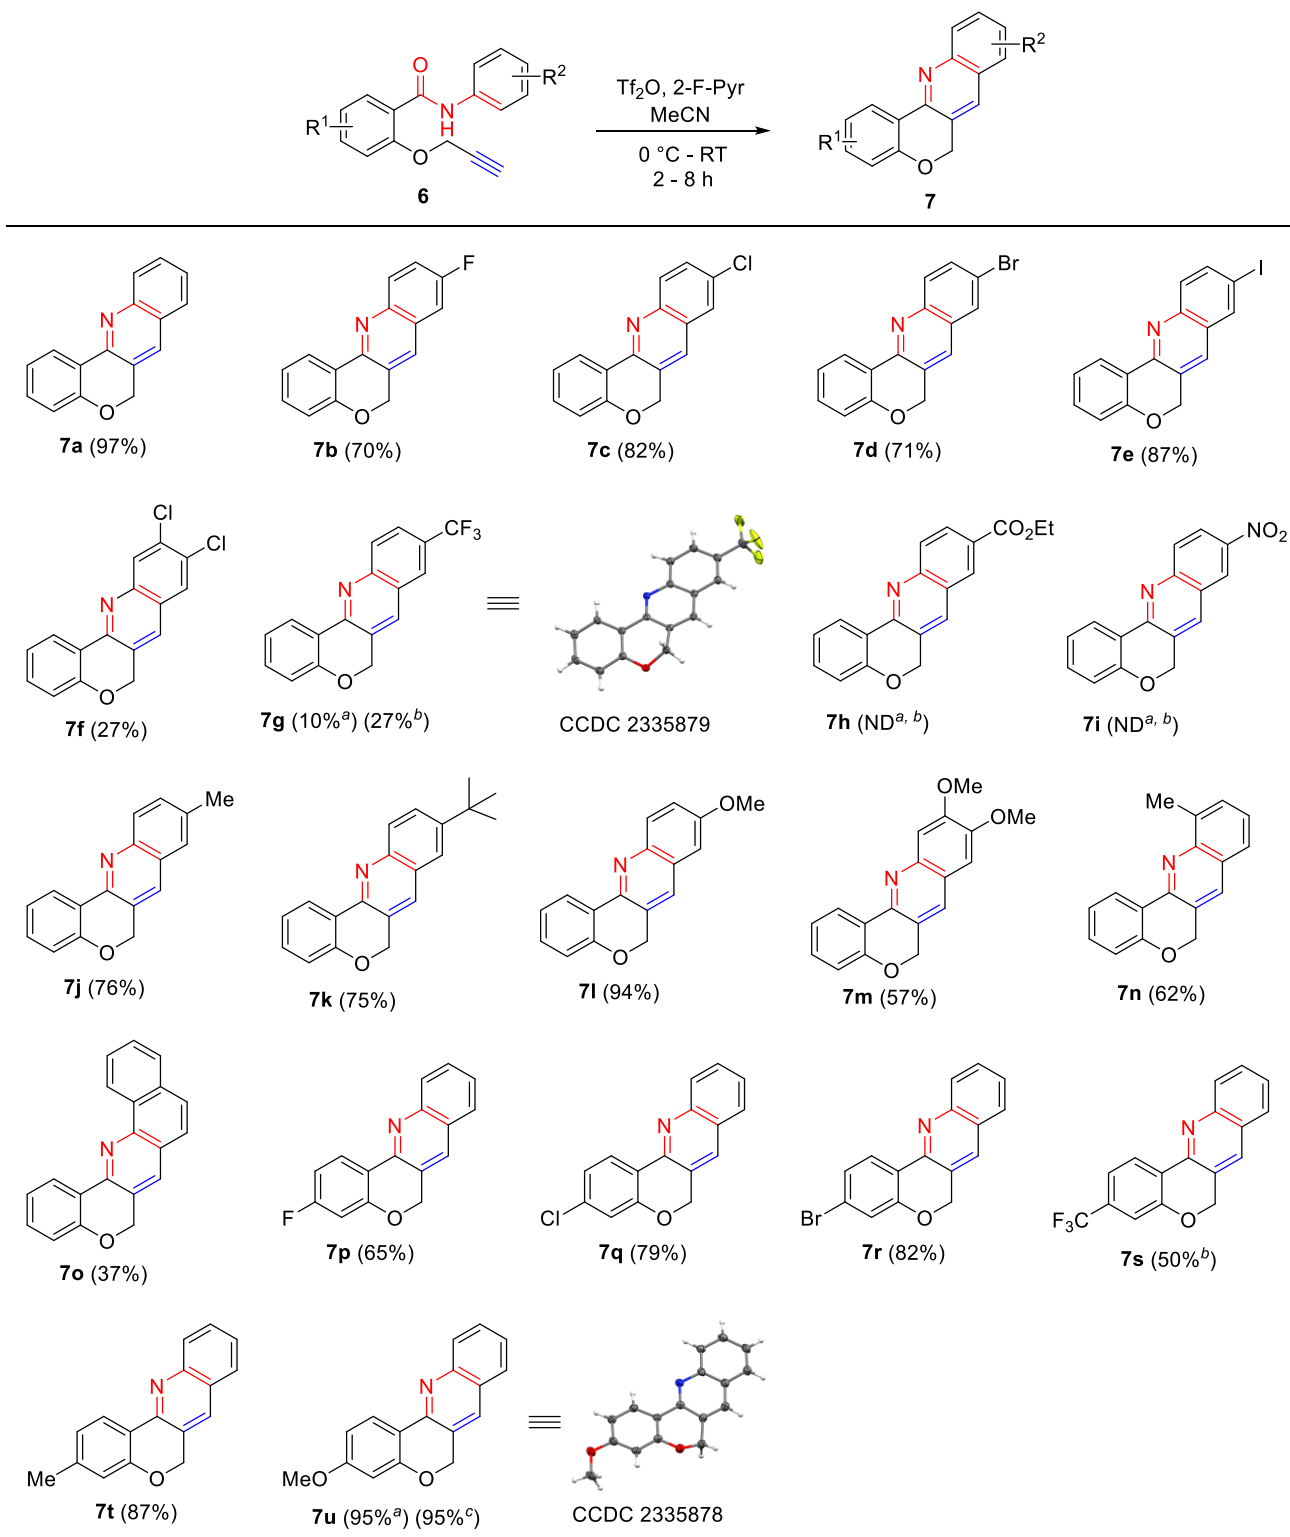 O
N
H
R²
R¹
O
6
Tf₂O, 2-F-Pyr
MeCN
0 °C - RT
2 - 8 h
N
R²
R¹
O
7
N
O
7a (97%)
F
N
O
7b (70%)
Cl
N
O
7c (82%)
Br
N
O
7d (71%)
I
N
O
7e (87%)
Cl
Cl
N
O
7f (27%)
CF₃
N
O
7g (10%ᵃ) (27%ᵇ)
CCDC 2335879
CO₂Et
N
O
7h (NDᵃ, ᵇ)
NO₂
N
O
7i (NDᵃ, ᵇ)
Me
N
O
7j (76%)
N
O
7k (75%)
OMe
N
O
7l (94%)
OMe
OMe
N
O
7m (57%)
Me
N
O
7n (62%)
N
O
7o (37%)
N
F
O
7p (65%)
N
Cl
O
7q (79%)
N
Br
O
7r (82%)
N
F₃C
O
7s (50%ᵇ)
N
Me
O
7t (87%)
N
MeO
O
7u (95%ᵃ) (95%ᶜ)
CCDC 2335878